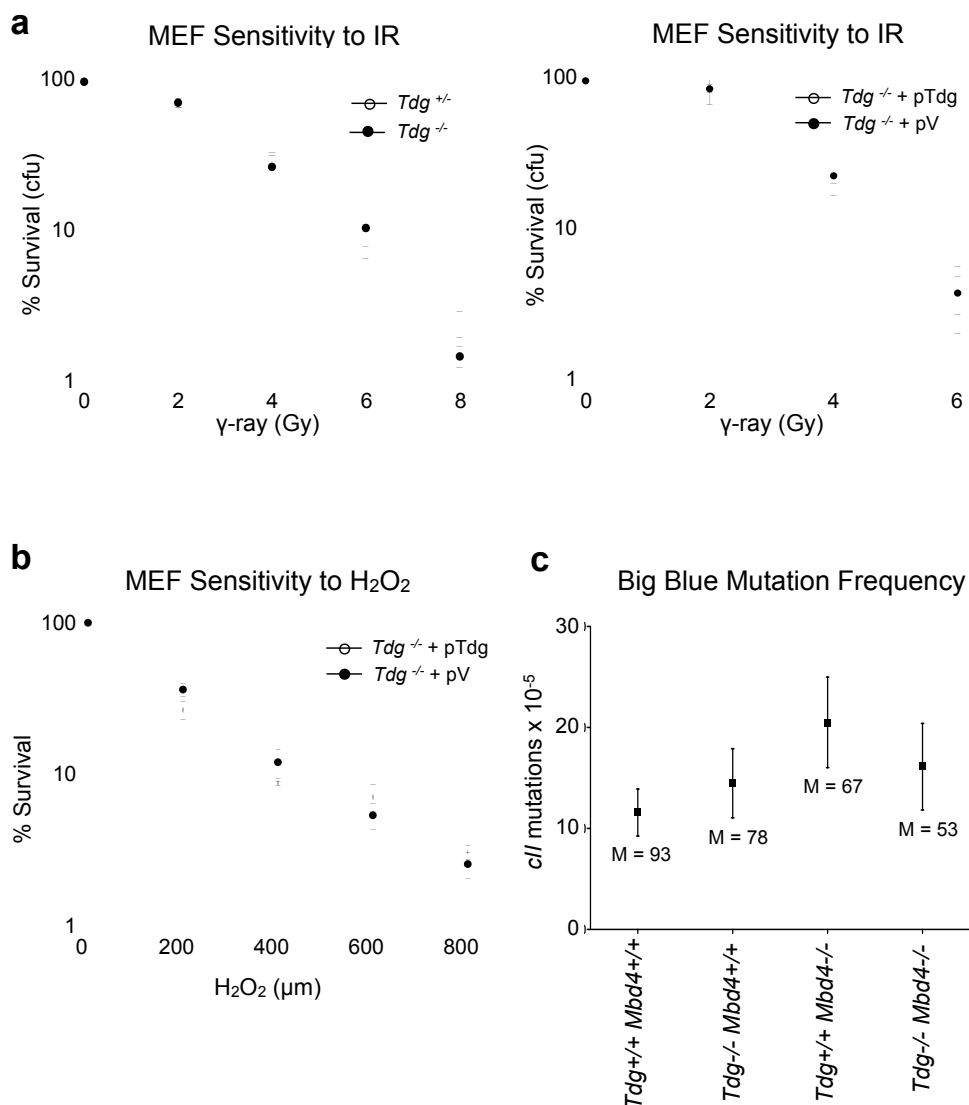 a
MEF Sensitivity to IR
% Survival (cfu)
100
10
1
0 2 4 6 8
γ-ray (Gy)
Tdg +/-
Tdg -/-
MEF Sensitivity to IR
% Survival (cfu)
100
10
1
0 2 4 6
γ-ray (Gy)
Tdg -/- + pTdg
Tdg -/- + pV
b
MEF Sensitivity to H₂O₂
% Survival
100
10
1
0 200 400 600 800
H₂O₂ (µm)
Tdg -/- + pTdg
Tdg -/- + pV
c
Big Blue Mutation Frequency
cII mutations x 10⁻⁵
30
20
10
0
M = 93
M = 78
M = 67
M = 53
Tdg+/+ Mbd4+/+
Tdg-/- Mbd4+/+
Tdg+/+ Mbd4-/-
Tdg-/- Mbd4-/-